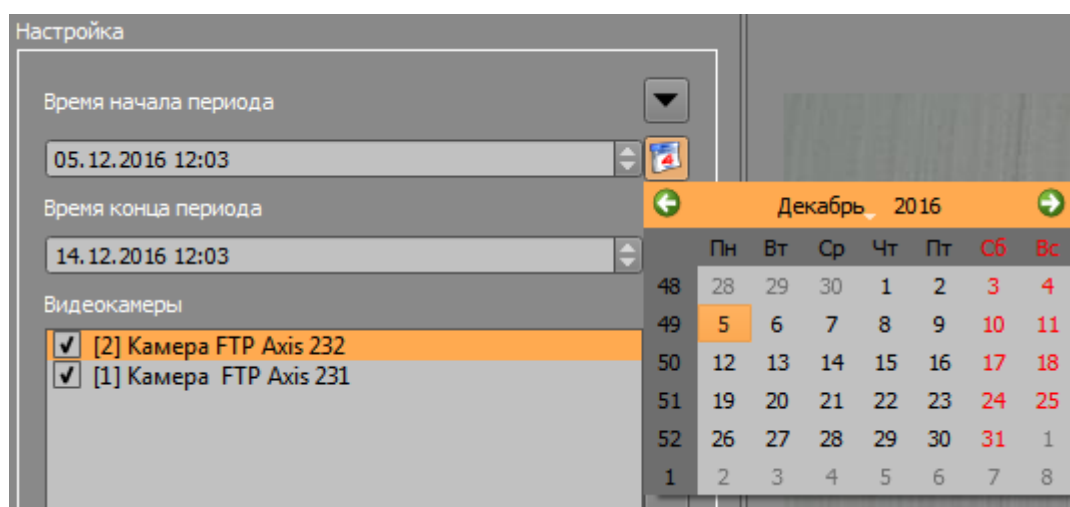 Настройка
Время начала периода
05.12.2016 12:03
4
Время конца периода
14.12.2016 12:03
Видеокамеры
[2] Камера FTP Axis 232
[1] Камера FTP Axis 231
Декабрь 2016
Пн Вт Ср Чт Пт Сб Вс
48 28 29 30 1 2 3 4
49 5 6 7 8 9 10 11
50 12 13 14 15 16 17 18
51 19 20 21 22 23 24 25
52 26 27 28 29 30 31 1
1 2 3 4 5 6 7 8